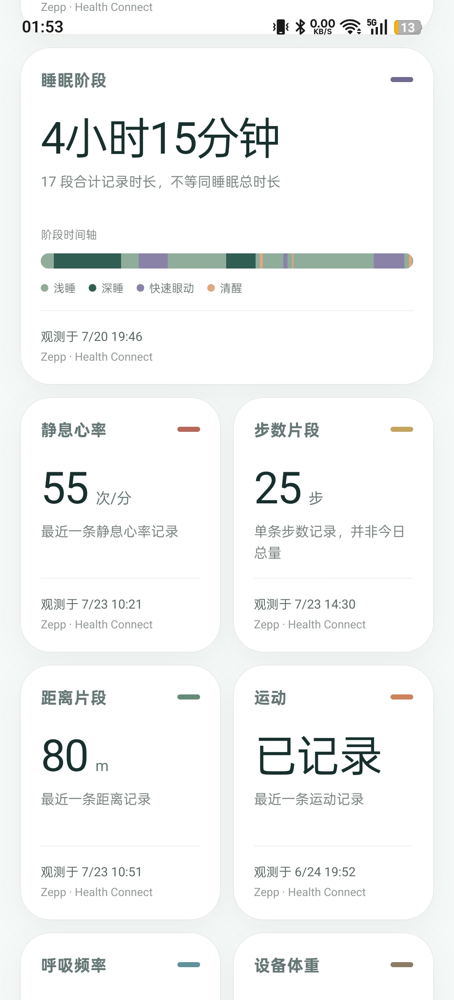 Zepp · Health Connect
01:53
0.00
KB/S
5G
13
睡眠阶段
4小时15分钟
17 段合计记录时长，不等同睡眠总时长
阶段时间轴
浅睡 深睡 快速眼动 清醒
观测于 7/20 19:46
Zepp · Health Connect
静息心率
55 次/分
最近一条静息心率记录
观测于 7/23 10:21
Zepp · Health Connect
步数片段
25 步
单条步数记录，并非今日
总量
观测于 7/23 14:30
Zepp · Health Connect
距离片段
80 m
最近一条距离记录
观测于 7/23 10:51
Zepp · Health Connect
运动
已记录
最近一条运动记录
观测于 6/24 19:52
Zepp · Health Connect
呼吸频率
设备体重